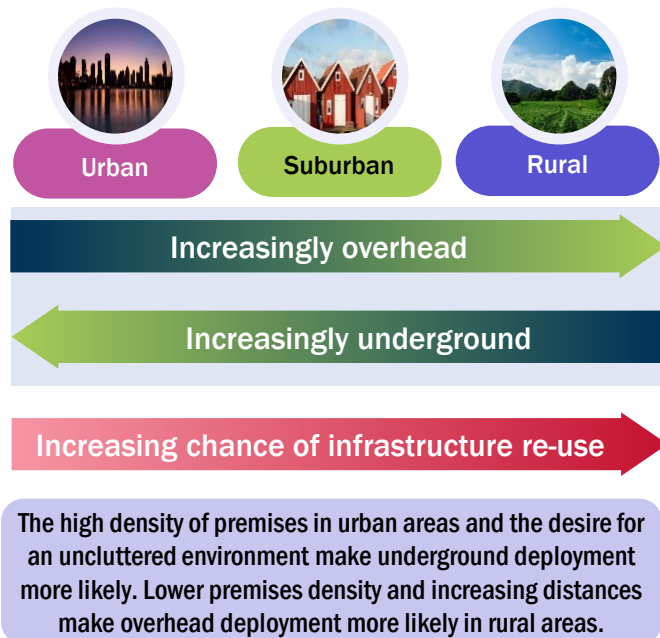 Urban
Suburban
Rural
Increasingly overhead
Increasingly underground
Increasing chance of infrastructure re-use
The high density of premises in urban areas and the desire for
an uncluttered environment make underground deployment
more likely. Lower premises density and increasing distances
make overhead deployment more likely in rural areas.